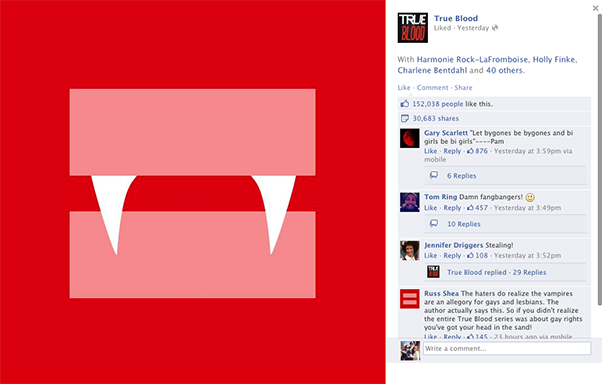 TRUE
BLOOD
True Blood
Liked · Yesterday
With Harmonie Rock-LaFromboise, Holly Finke,
Charlene Bentdahl and 40 others.
Like · Comment · Share
152,038 people like this.
30,683 shares
Gary Scarlett "Let bygones be bygones and bi
girls be bi girls"----Pam
Like · Reply · 876 · Yesterday at 3:59pm via
mobile
6 Replies
Tom Ring Damn fangbangers!
Like · Reply · 457 · Yesterday at 3:49pm
10 Replies
Jennifer Driggers Stealing!
Like · Reply · 108 · Yesterday at 3:52pm
TRUE
BLOOD
True Blood replied · 29 Replies
Russ Shea The haters do realize the vampires
are an allegory for gays and lesbians. The
author actually says this. So if you didn't realize
the entire True Blood series was about gay rights
you've got your head in the sand!
Like · Reply · 145 · 23 hours ago via mobile
Write a comment...